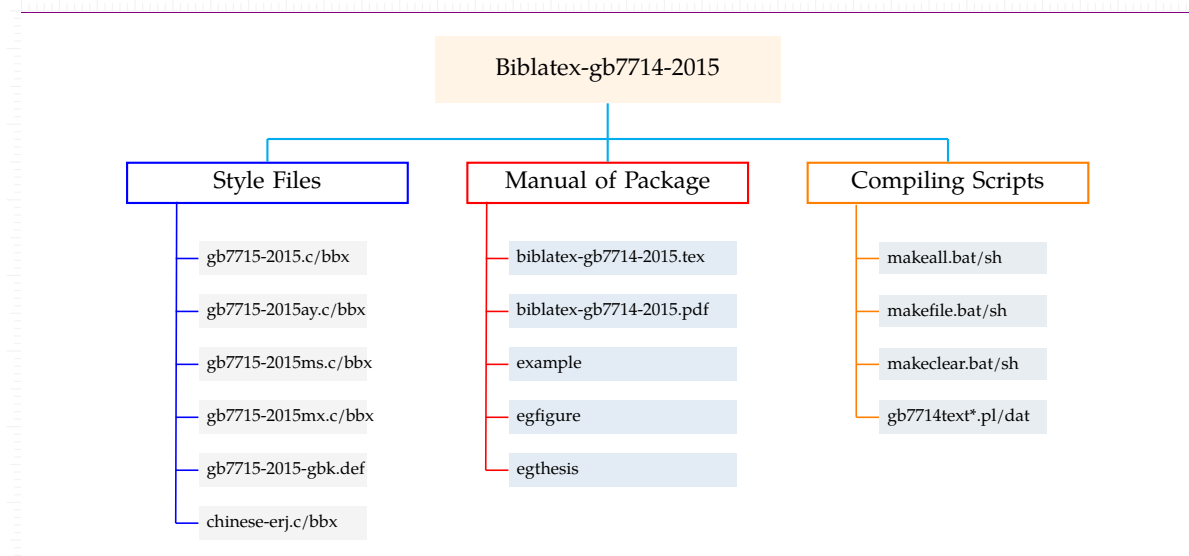 Biblatex-gb7714-2015
Style Files
Manual of Package
Compiling Scripts
gb7715-2015.c/bbx
gb7715-2015ay.c/bbx
gb7715-2015ms.c/bbx
gb7715-2015mx.c/bbx
gb7715-2015-gbk.def
chinese-erj.c/bbx
biblatex-gb7714-2015.tex
biblatex-gb7714-2015.pdf
example
egfigure
egthesis
makeall.bat/sh
makefile.bat/sh
makeclear.bat/sh
gb7714text*.pl/dat